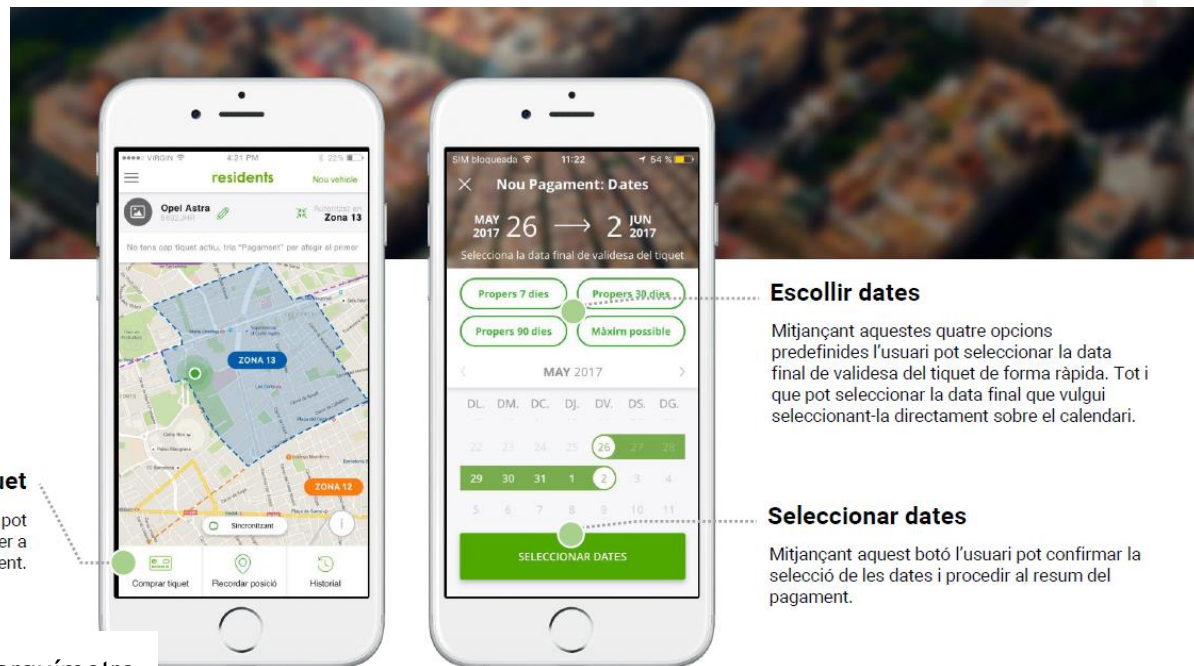 VIRGIN
4:21 PM
22%
residents
Nou vehicle
Opel Astra
Autoritzat en
Zona 13
No tens cap tiquet actiu, tria "Pagament" per afegir el primer
ZONA 13
ZONA 12
Sincronitzant
Comprar tiquet
Recordar posició
Historial
uet
pot
er a
ent.
SIM bloqueada
11:22
54 %
Nou Pagament: Dates
MAY 2017 26 → 2 JUN 2017
Selecciona la data final de validesa del tiquet
Propers 7 dies
Propers 30 dies
Propers 90 dies
Màxim possible
< MAY 2017 >
DL. DM. DC. DJ. DV. DS. DG.
22 23 24 25 26 27 28
29 30 31 1 2 3 4
5 6 7 8 9 10 11
SELECCIONAR DATES
Escollir dates
Mitjançant aquestes quatre opcions
predefinides l'usuari pot seleccionar la data
final de validesa del tiquet de forma ràpida. Tot i
que pot seleccionar la data final que vulgui
seleccionant-la directament sobre el calendari.
Seleccionar dates
Mitjançant aquest botó l'usuari pot confirmar la
selecció de les dates i procedir al resum del
pagament.